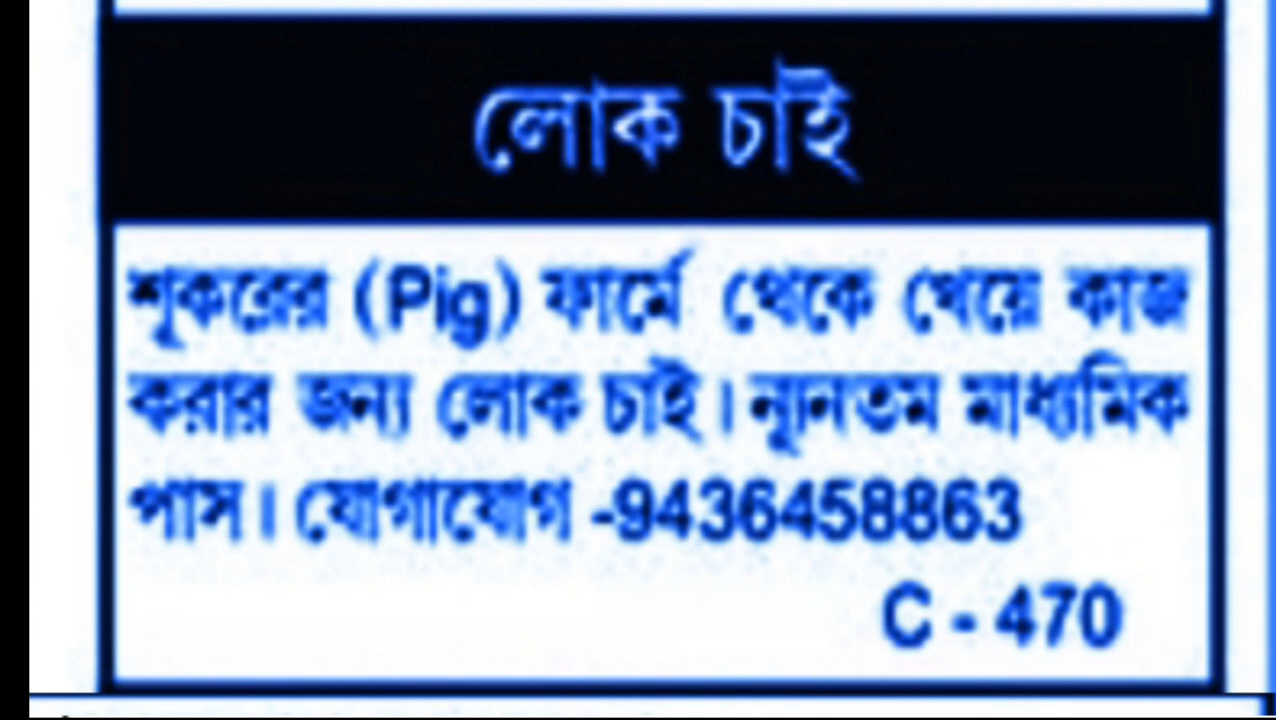 লোক চাই
শূকরের (Pig) ফার্মে থেকে খেয়ে কাজ
করার জন্য লোক চাই। ন্যূনতম মাধ্যমিক
পাস। যোগাযোগ -9436458863
C - 470